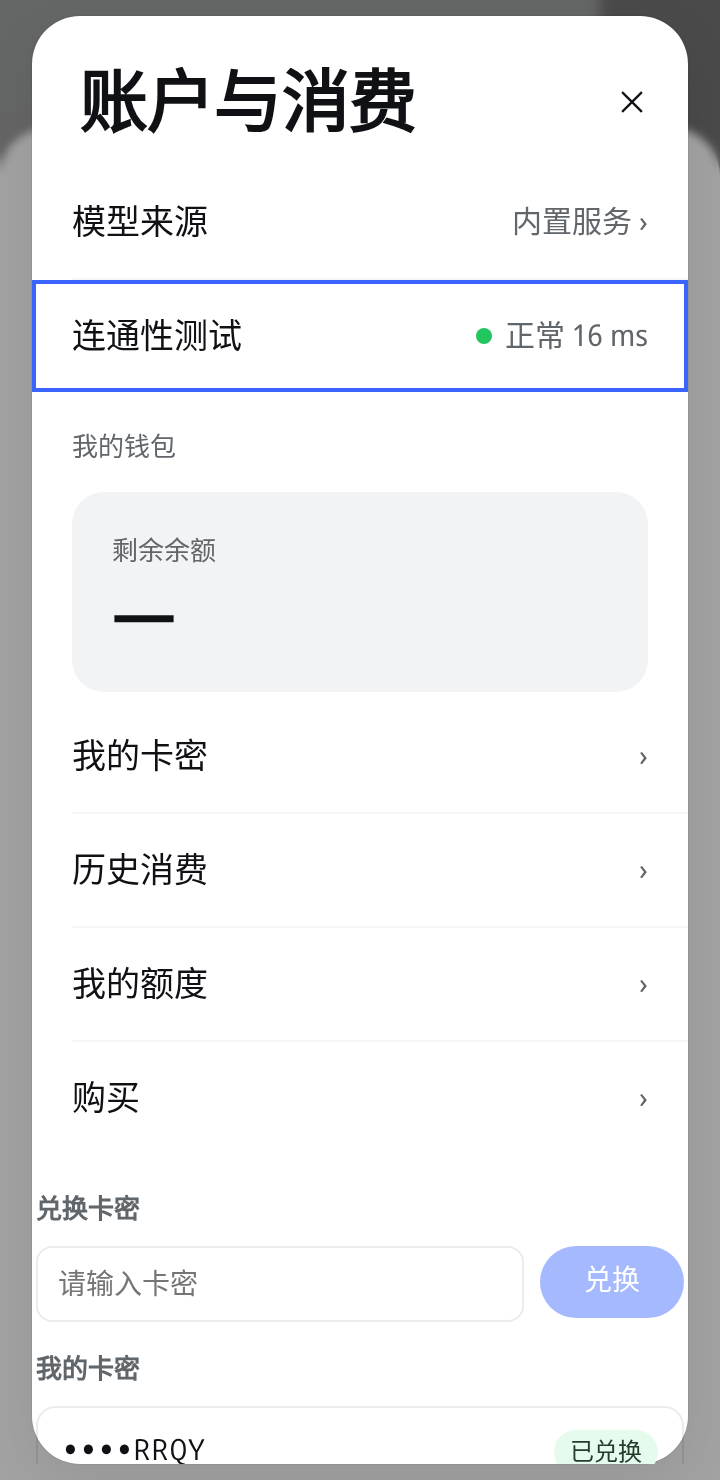 账户与消费
模型来源 内置服务 ›
连通性测试 正常 16 ms
我的钱包
剩余余额
—
我的卡密 ›
历史消费 ›
我的额度 ›
购买 ›
兑换卡密
请输入卡密 兑换
我的卡密
••••RRQY 已兑换